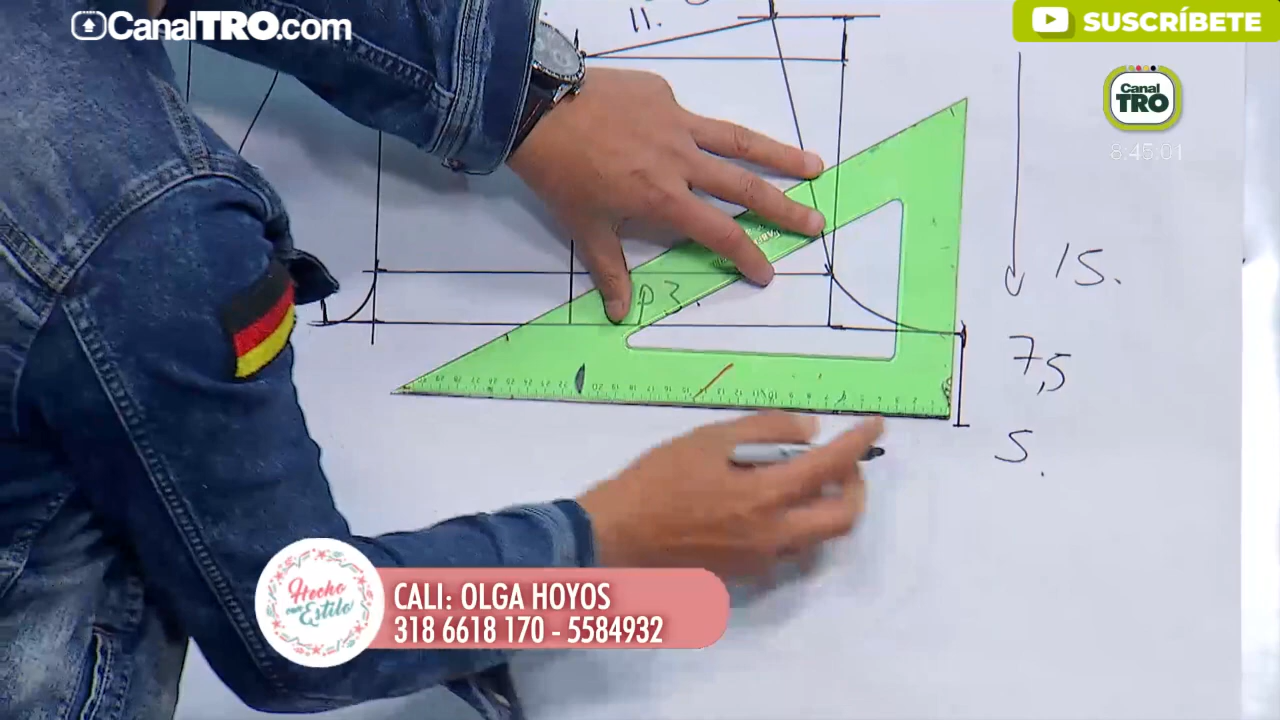 CanalTRO.com
SUSCRÍBETE
Canal
TRO
8:45:01
11.
15.
7,5
5.
Hecho
con
Estilo
CALI: OLGA HOYOS
318 6618 170 - 5584932